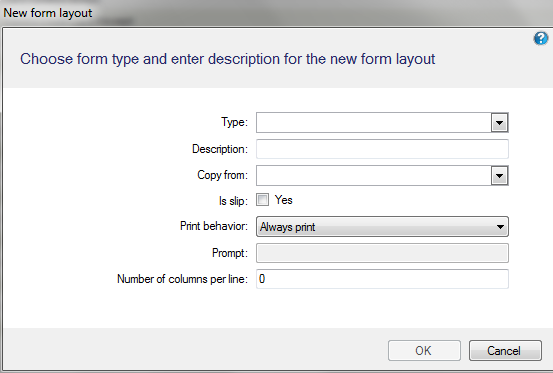 New form layout
?
Choose form type and enter description for the new form layout
Type:
Description:
Copy from:
Is slip: Yes
Print behavior: Always print
Prompt:
Number of columns per line: 0
OK Cancel